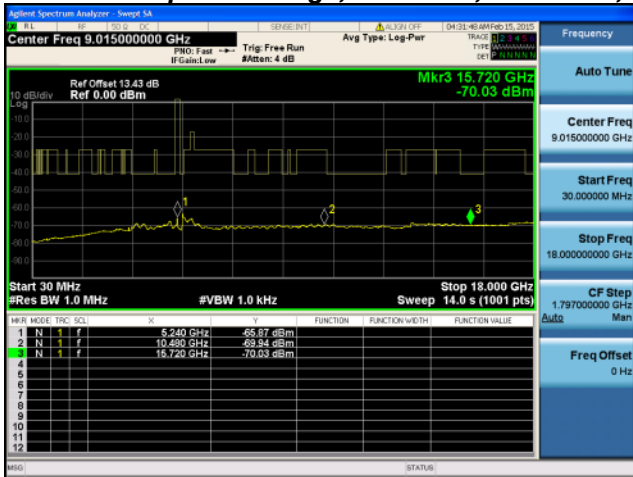 Agilent Spectrum Analyzer - Swept SA
RL RF 50 Ω DC SENSE:INT ALIGN OFF 04:31:48 AM Feb 15, 2015
Center Freq 9.015000000 GHz
PNO: Fast
IFGain:Low
Trig: Free Run
#Atten: 4 dB
Avg Type: Log-Pwr
TRACE 1 2 3 4 5 6
TYPE
DET P N N N N N
Frequency
Auto Tune
Center Freq
9.015000000 GHz
Start Freq
30.000000 MHz
Stop Freq
18.000000000 GHz
CF Step
1.797000000 GHz
Auto Man
Freq Offset
0 Hz
Mkr3 15.720 GHz
-70.03 dBm
Ref Offset 13.43 dB
10 dB/div Ref 0.00 dBm
Log
-10.0
-20.0
-30.0
-40.0
-50.0
-60.0
-70.0
-80.0
-90.0
1
2
3
Start 30 MHz Stop 18.000 GHz
#Res BW 1.0 MHz #VBW 1.0 kHz Sweep 14.0 s (1001 pts)
MKR MODE TRC SCL X Y FUNCTION FUNCTION WIDTH FUNCTION VALUE
1 N 1 f 5.240 GHz -65.87 dBm
2 N 1 f 10.480 GHz -69.94 dBm
3 N 1 f 15.720 GHz -70.03 dBm
4
5
6
7
8
9
10
11
12
MSG STATUS